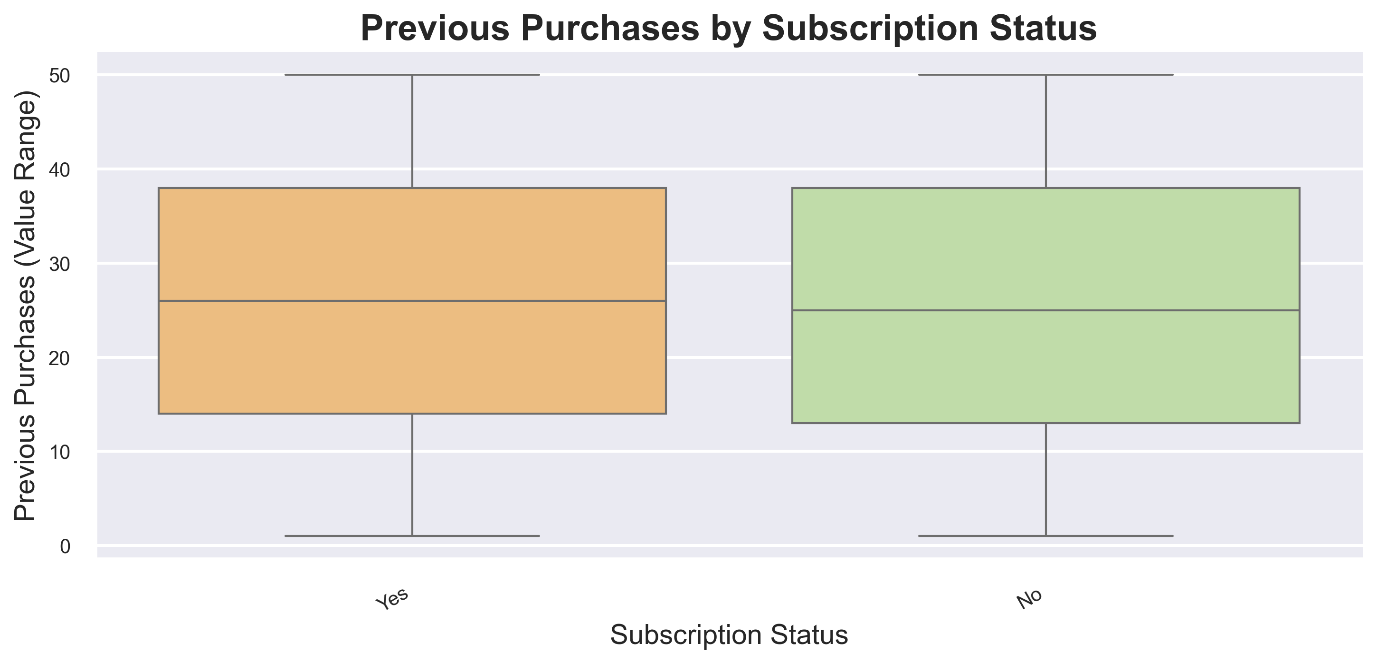 Previous Purchases by Subscription Status
Previous Purchases (Value Range)
50
40
30
20
10
0
Yes
No
Subscription Status